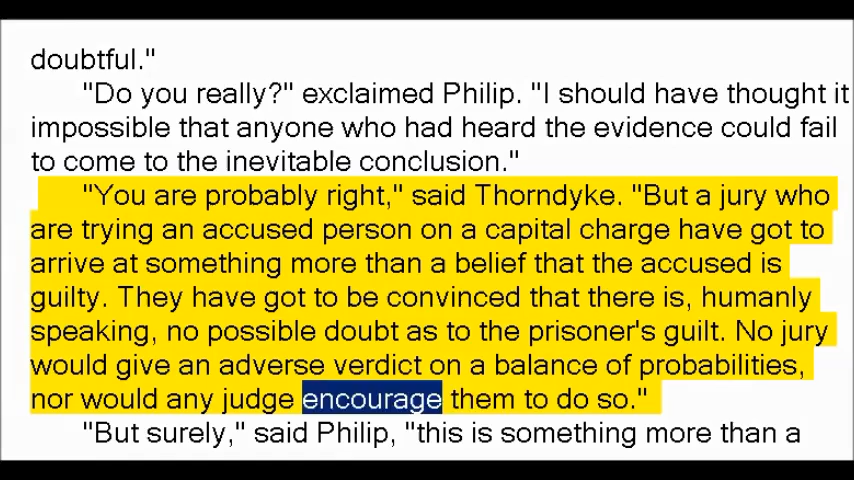 doubtful."
"Do you really?" exclaimed Philip. "I should have thought it
impossible that anyone who had heard the evidence could fail
to come to the inevitable conclusion."
"You are probably right," said Thorndyke. "But a jury who
are trying an accused person on a capital charge have got to
arrive at something more than a belief that the accused is
guilty. They have got to be convinced that there is, humanly
speaking, no possible doubt as to the prisoner's guilt. No jury
would give an adverse verdict on a balance of probabilities,
nor would any judge encourage them to do so."
"But surely," said Philip, "this is something more than a